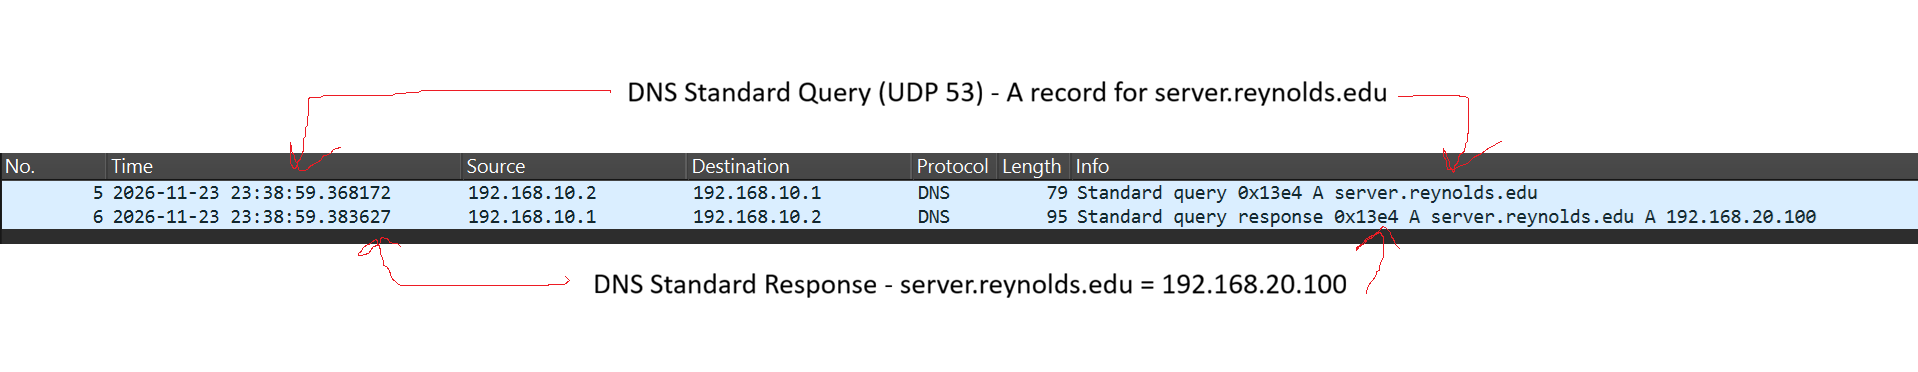 DNS Standard Query (UDP 53) - A record for server.reynolds.edu
No. Time Source Destination Protocol Length Info
5 2026-11-23 23:38:59.368172 192.168.10.2 192.168.10.1 DNS 79 Standard query 0x13e4 A server.reynolds.edu
6 2026-11-23 23:38:59.383627 192.168.10.1 192.168.10.2 DNS 95 Standard query response 0x13e4 A server.reynolds.edu A 192.168.20.100
DNS Standard Response - server.reynolds.edu = 192.168.20.100